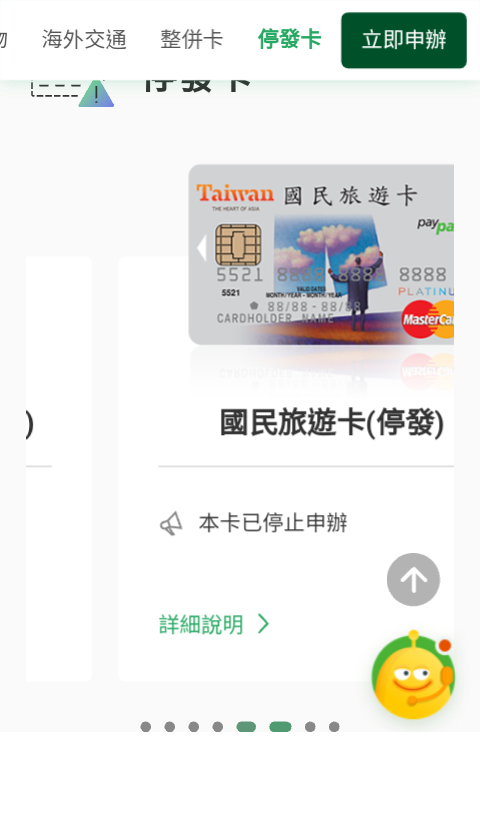 物 海外交通 整併卡 停發卡 立即申辦
停發卡
Taiwan 國民旅遊卡
THE HEART OF ASIA
pay
5521 8888 8888 8888
5521
VALID DATES
MONTH/YEAR - MONTH/YEAR
PLATINU
88/88 - 88/88
CARDHOLDER NAME
MasterCa
) 國民旅遊卡(停發)
本卡已停止申辦
詳細說明